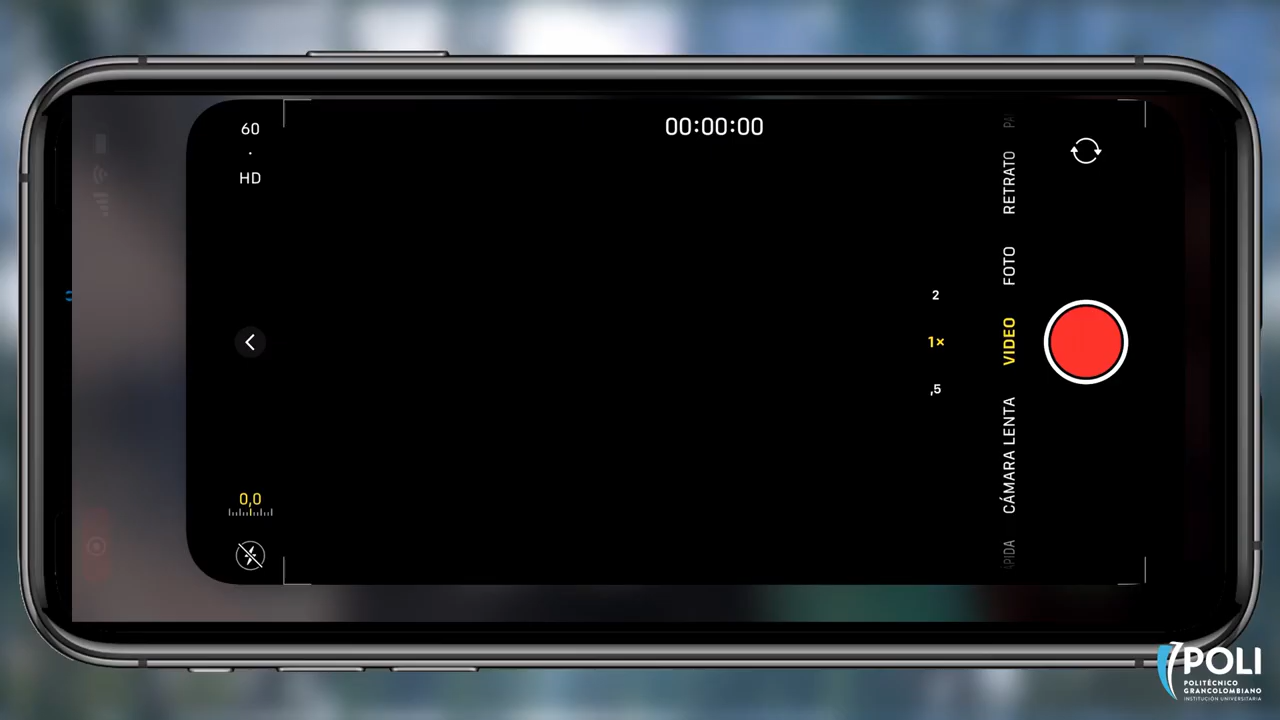 60
·
HD
00:00:00
0,0
2
1×
,5
RETRATO
FOTO
VIDEO
CÁMARA LENTA
POLI
POLITÉCNICO
GRANCOLOMBIANO
INSTITUCIÓN UNIVERSITARIA